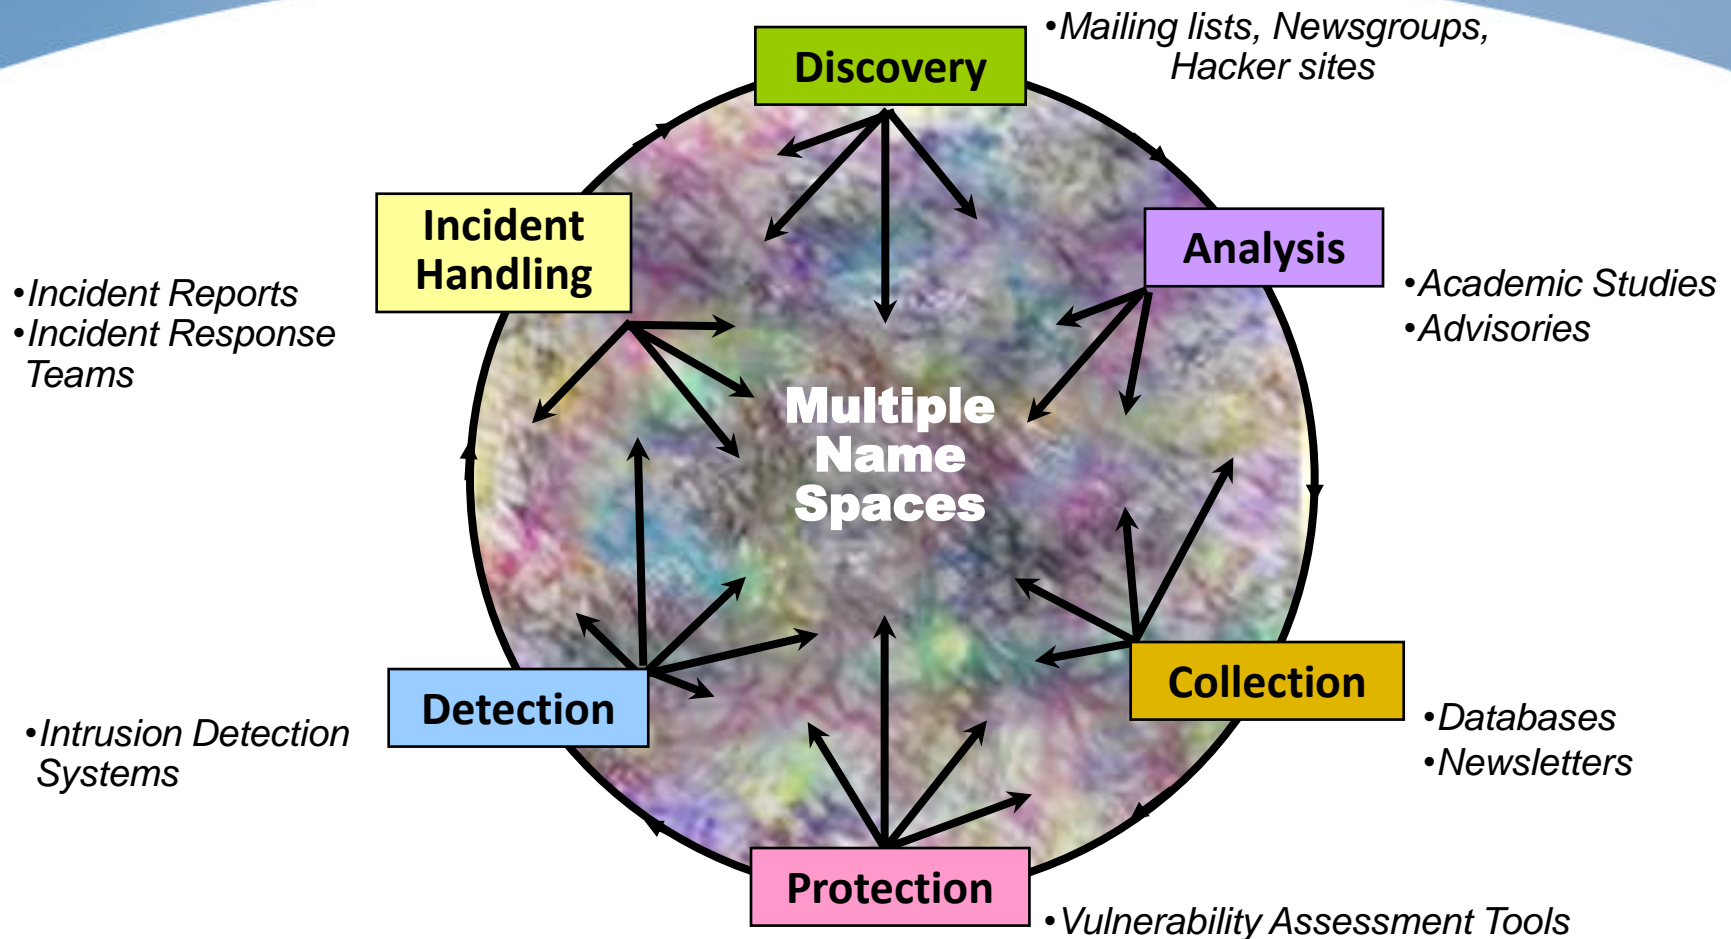 Discovery
•Mailing lists, Newsgroups,
Hacker sites
Analysis
•Academic Studies
•Advisories
Collection
•Databases
•Newsletters
Protection
•Vulnerability Assessment Tools
Detection
•Intrusion Detection
Systems
Incident
Handling
•Incident Reports
•Incident Response
Teams
Multiple
Name
Spaces